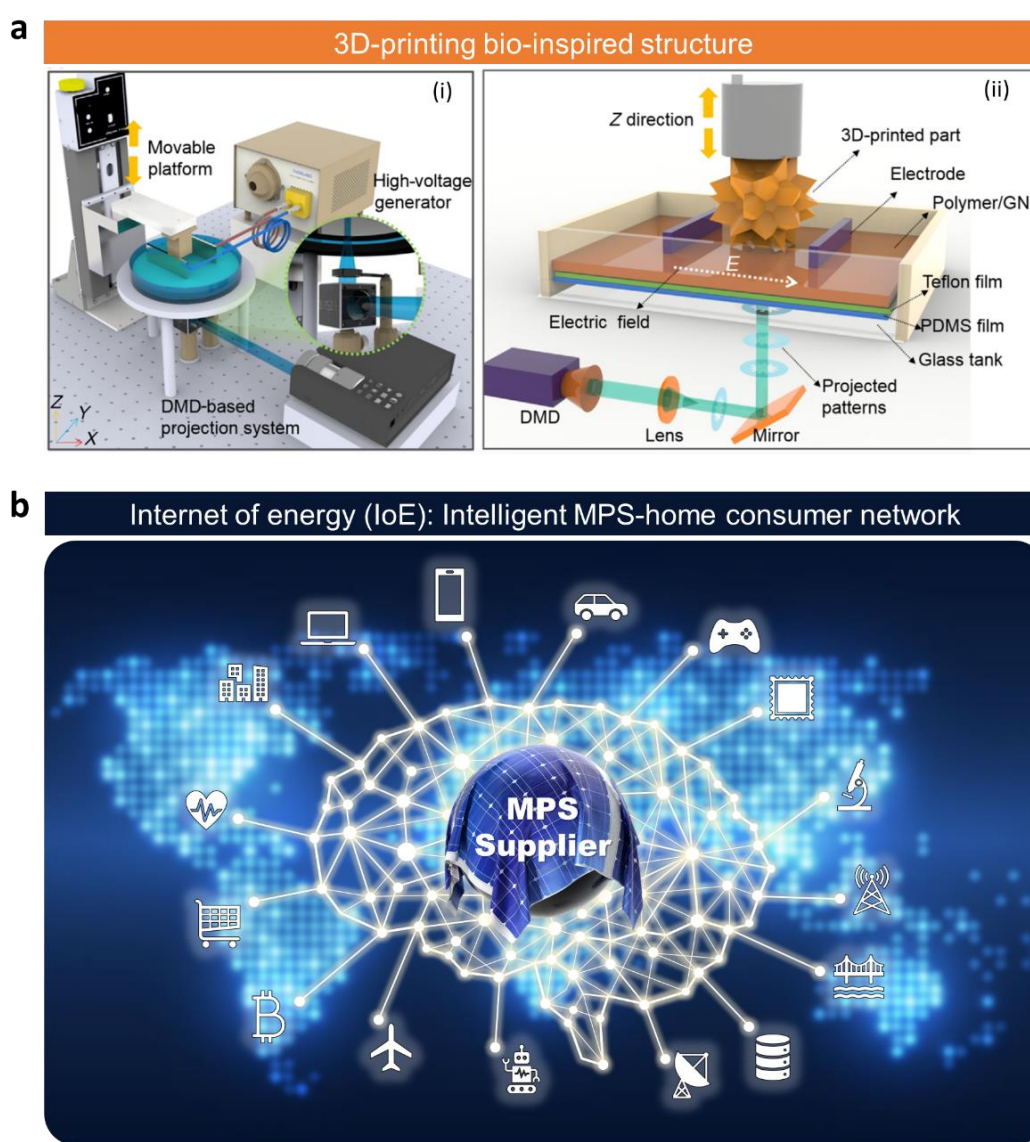 a
3D-printing bio-inspired structure
(i)
Movable
platform
High-voltage
generator
DMD-based
projection system
Z
Y
X
(ii)
Z direction
3D-printed part
Electrode
Polymer/GN
E
Teflon film
Electric field
PDMS film
Glass tank
Projected
patterns
DMD
Lens
Mirror
b
Internet of energy (IoE): Intelligent MPS-home consumer network
MPS
Supplier